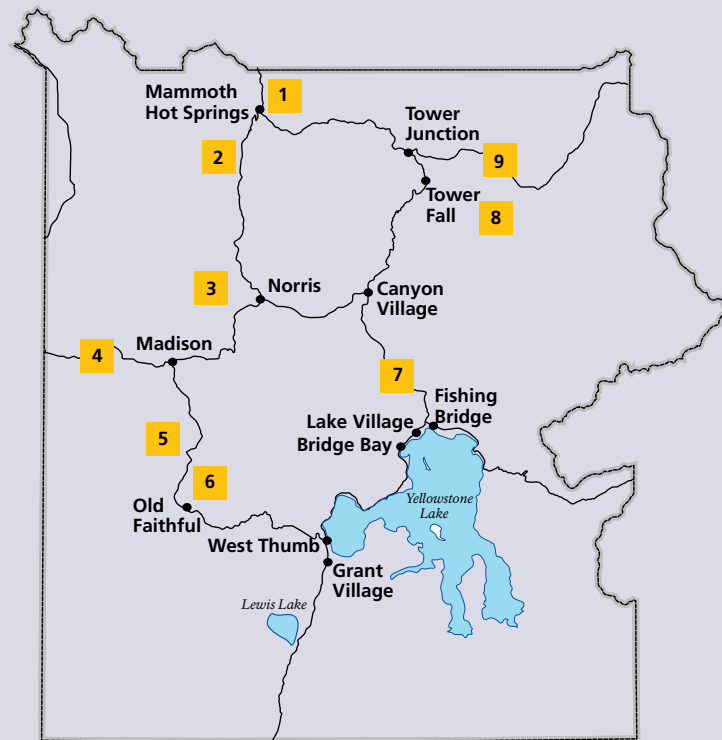 Mammoth
Hot Springs
1
Tower
Junction
2
9
Tower
Fall
8
3
Norris
Canyon
Village
Madison
4
7
Fishing
Bridge
Lake Village
Bridge Bay
5
6
Old
Faithful
Yellowstone
Lake
West Thumb
Grant
Village
Lewis Lake